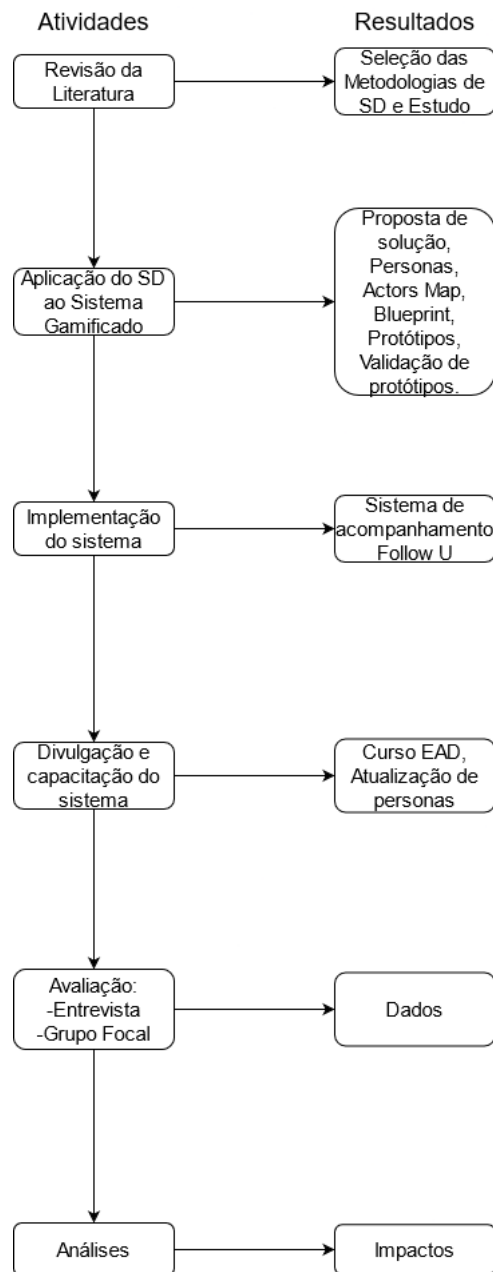 Atividades
Resultados
Revisão da
Literatura
Seleção das
Metodologias de
SD e Estudo
Aplicação do SD
ao Sistema
Gamificado
Proposta de
solução,
Personas,
Actors Map,
Blueprint,
Protótipos,
Validação de
protótipos.
Implementação
do sistema
Sistema de
acompanhamento
Follow U
Divulgação e
capacitação do
sistema
Curso EAD,
Atualização de
personas
Avaliação:
-Entrevista
-Grupo Focal
Dados
Análises
Impactos